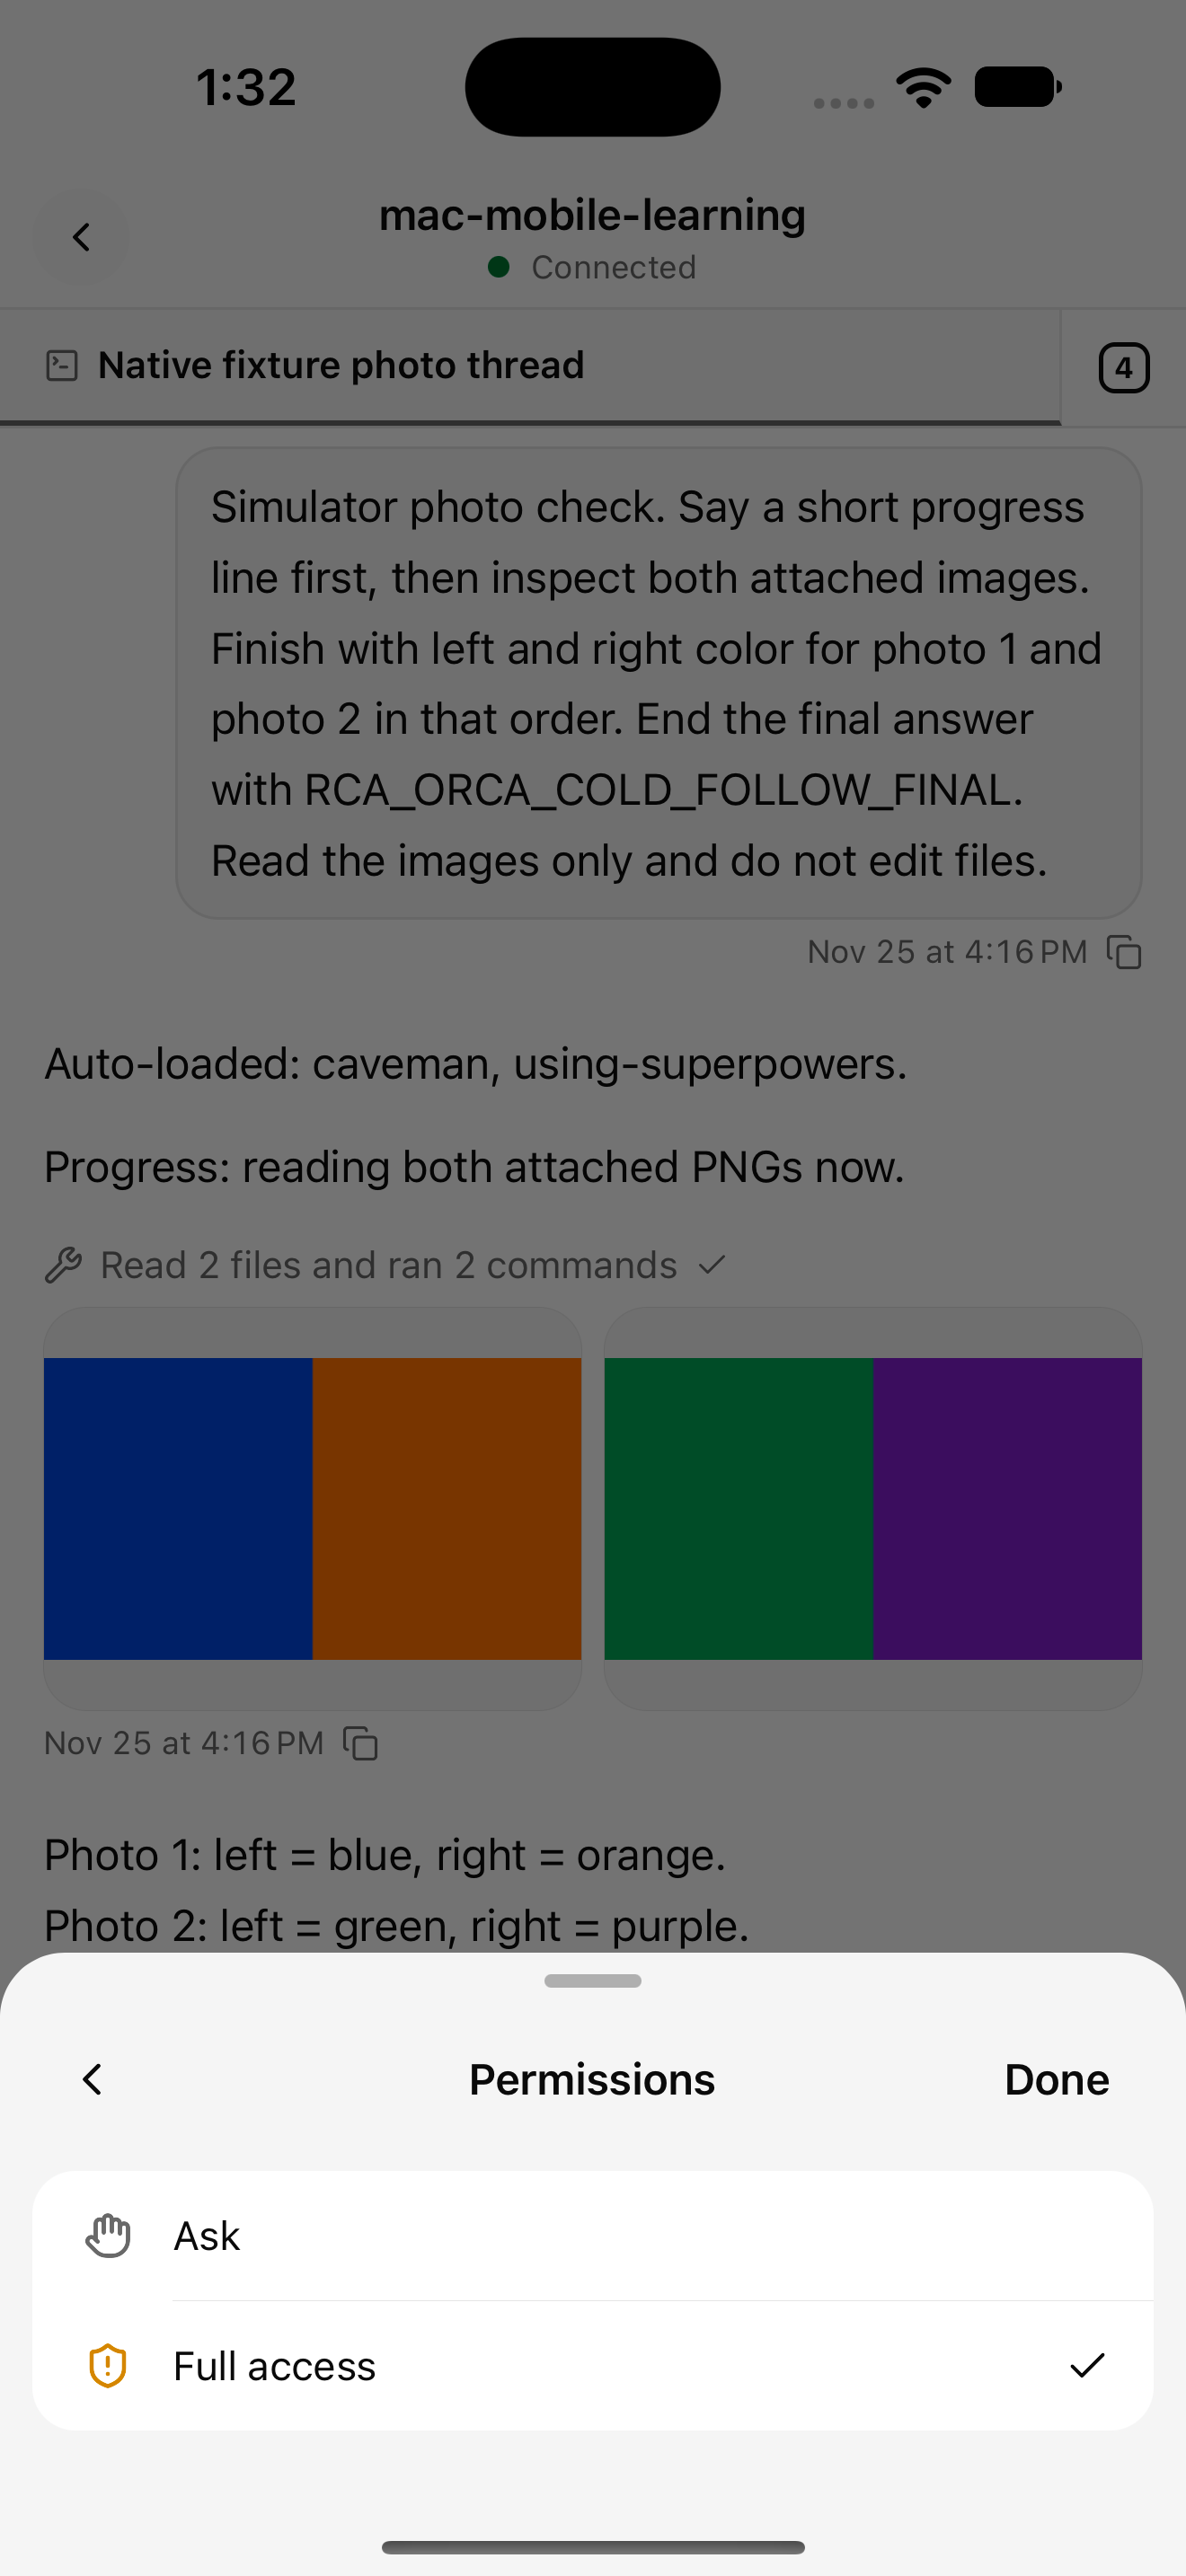 1:32
mac-mobile-learning
Connected
Native fixture photo thread
4
Simulator photo check. Say a short progress
line first, then inspect both attached images.
Finish with left and right color for photo 1 and
photo 2 in that order. End the final answer
with RCA_ORCA_COLD_FOLLOW_FINAL.
Read the images only and do not edit files.
Nov 25 at 4:16 PM
Auto-loaded: caveman, using-superpowers.
Progress: reading both attached PNGs now.
Read 2 files and ran 2 commands
Nov 25 at 4:16 PM
Photo 1: left = blue, right = orange.
Photo 2: left = green, right = purple.
Permissions
Done
Ask
Full access